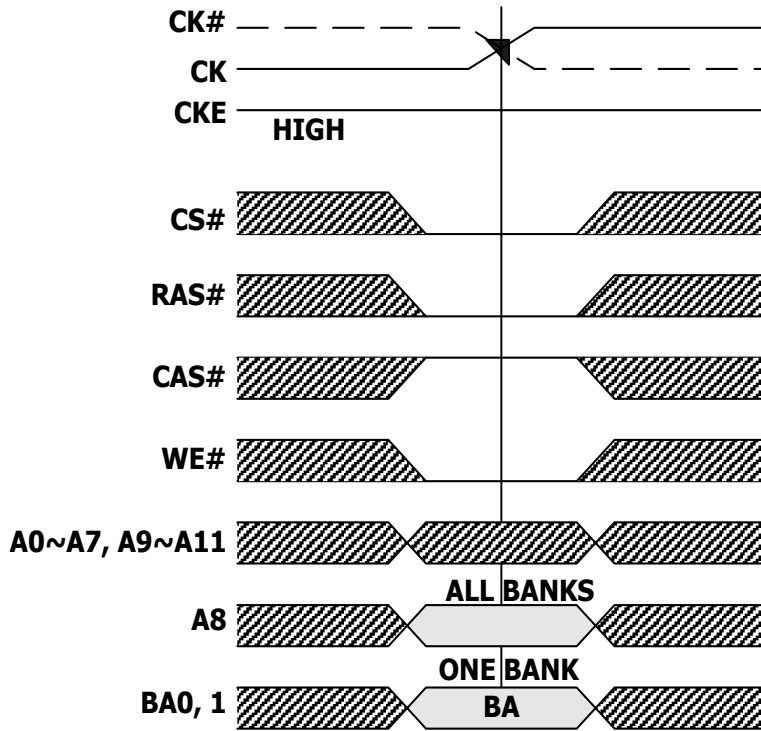 CK#
CK
CKE
HIGH
CS#
RAS#
CAS#
WE#
A0~A7, A9~A11
ALL BANKS
A8
ONE BANK
BA0, 1
BA